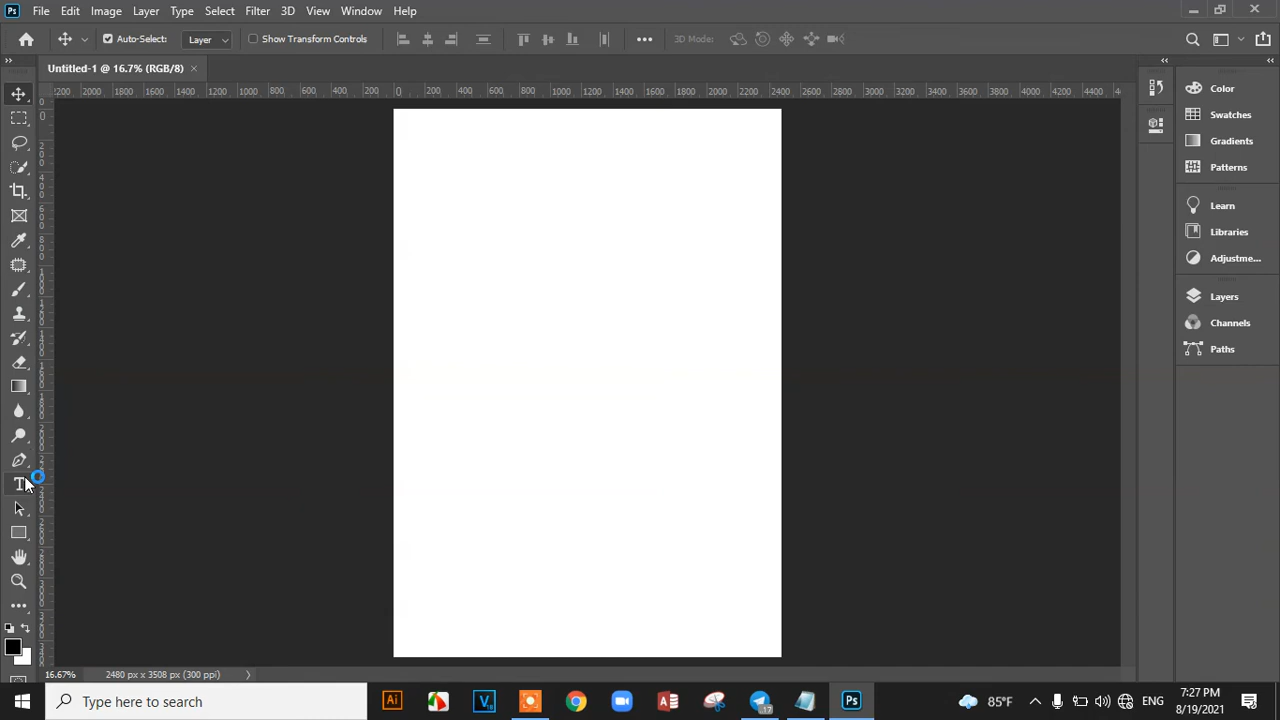 Ps File Edit Image Layer Type Select Filter 3D View Window Help
Auto-Select: Layer Show Transform Controls 3D Mode:
Untitled-1 @ 16.7% (RGB/8)
2200 2000 1800 1600 1400 1200 1000 800 600 400 200 0 200 400 600 800 1000 1200 1400 1600 1800 2000 2200 2400 2600 2800 3000 3200 3400 3600 3800 4000 4200 4400
Color
Swatches
Gradients
Patterns
Learn
Libraries
Adjustme...
Layers
Channels
Paths
16.67% 2480 px x 3508 px (300 ppi)
Type here to search
Ai
17
Ps
85°F
ENG
7:27 PM
8/19/2021